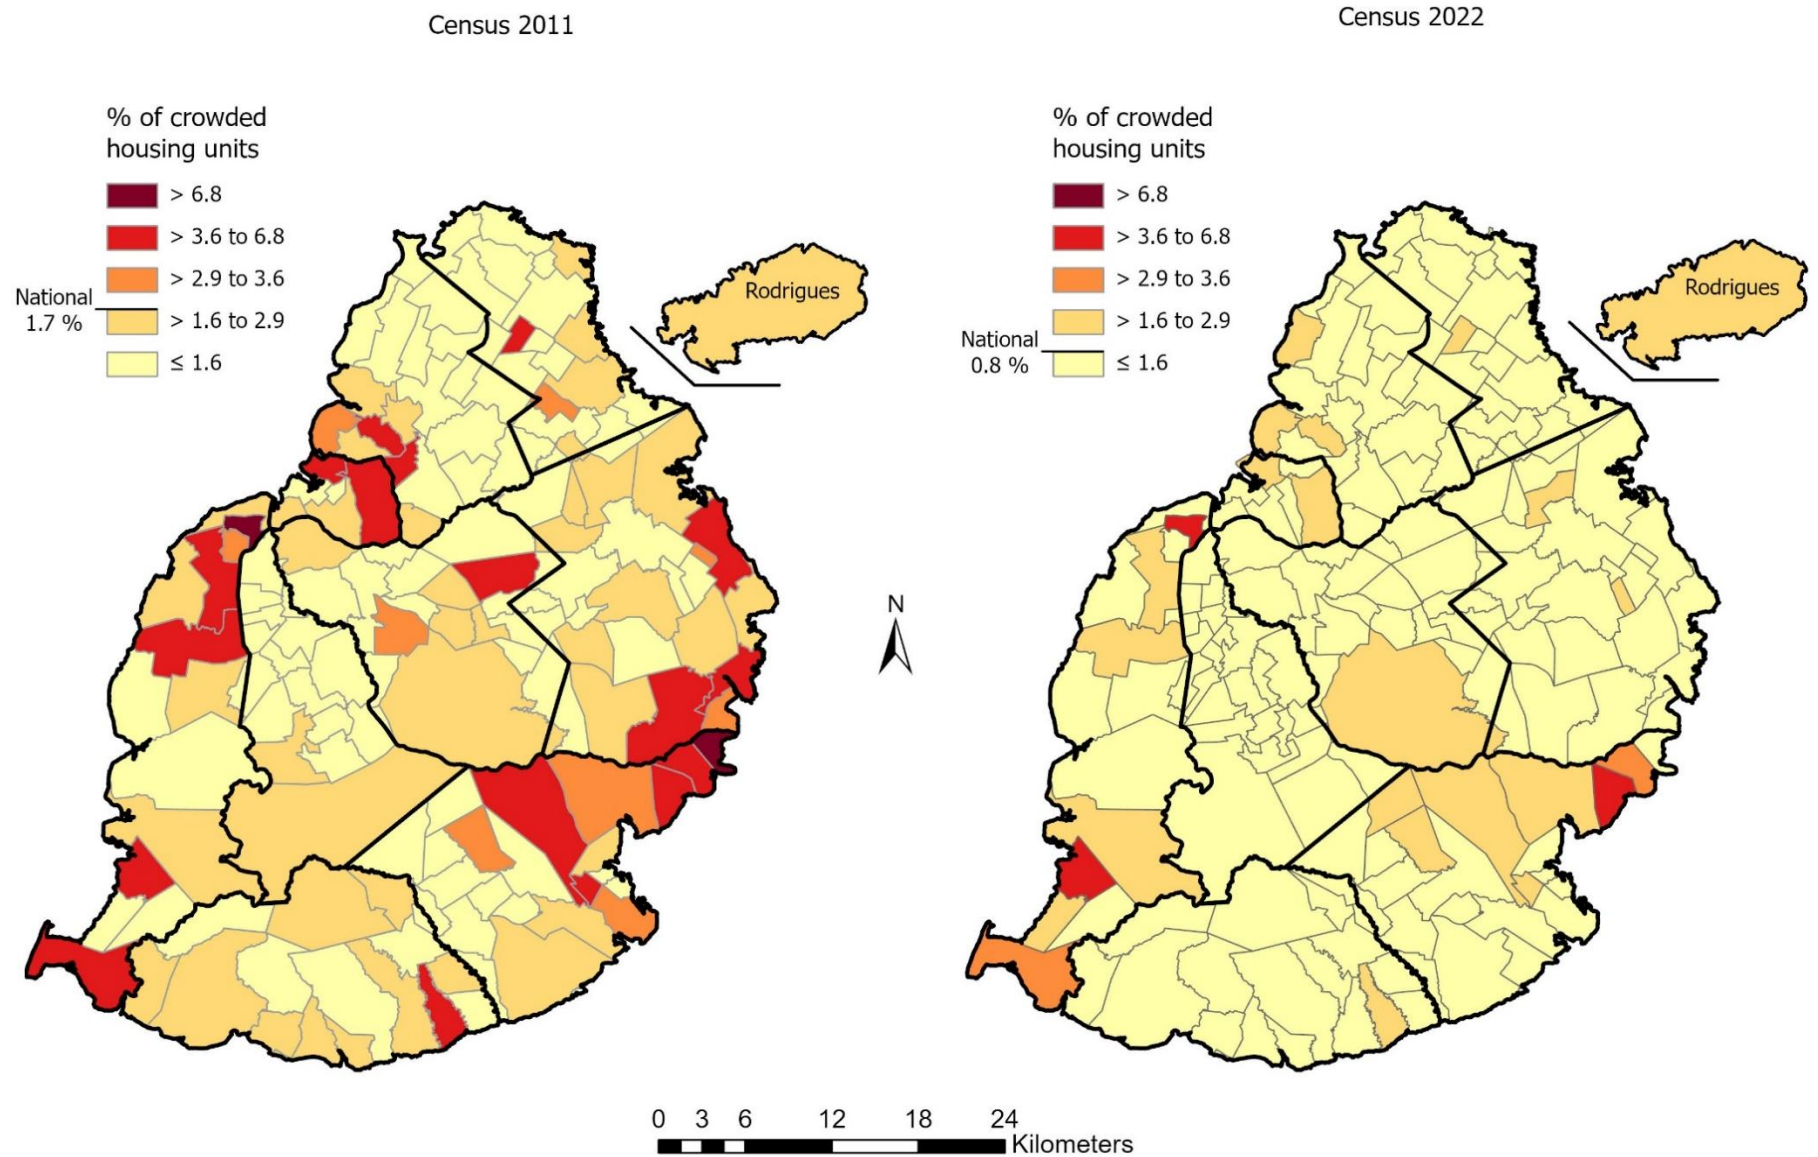 Census 2011
% of crowded
housing units
> 6.8
> 3.6 to 6.8
> 2.9 to 3.6
> 1.6 to 2.9
≤ 1.6
National
1.7 %
Rodrigues
Census 2022
% of crowded
housing units
> 6.8
> 3.6 to 6.8
> 2.9 to 3.6
> 1.6 to 2.9
≤ 1.6
National
0.8 %
Rodrigues
N
0 3 6 12 18 24
Kilometers